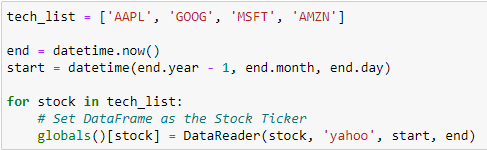 tech_list = ['AAPL', 'GOOG', 'MSFT', 'AMZN']
end = datetime.now()
start = datetime(end.year - 1, end.month, end.day)
for stock in tech_list:
# Set DataFrame as the Stock Ticker
globals()[stock] = DataReader(stock, 'yahoo', start, end)